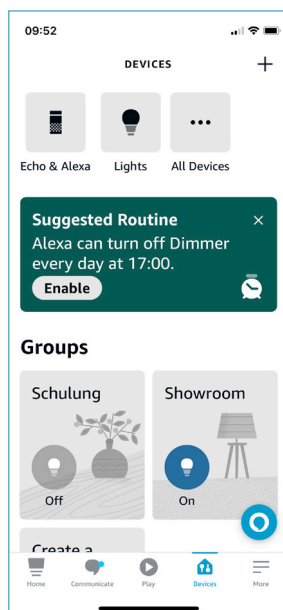 09:52
DEVICES
Echo & Alexa
Lights
All Devices
Suggested Routine
Alexa can turn off Dimmer
every day at 17:00.
Enable
Groups
Schulung
Off
Showroom
On
Create a
Home
Communicate
Play
Devices
More